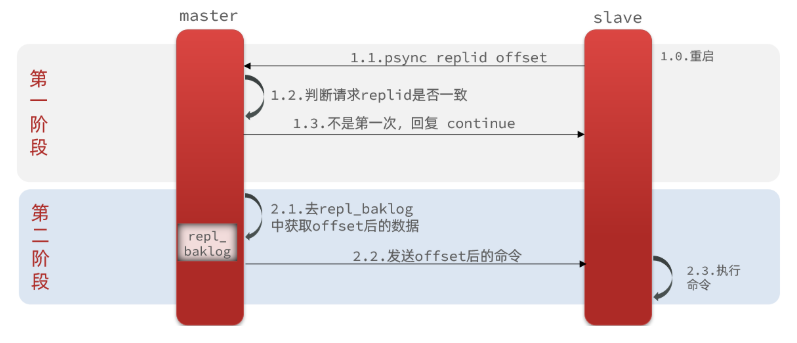 master
slave
第一阶段
1.0.重启
1.1.psync replid offset
1.2.判断请求replid是否一致
1.3.不是第一次，回复 continue
第二阶段
2.1.去repl_baklog
中获取offset后的数据
repl_
baklog
2.2.发送offset后的命令
2.3.执行
命令